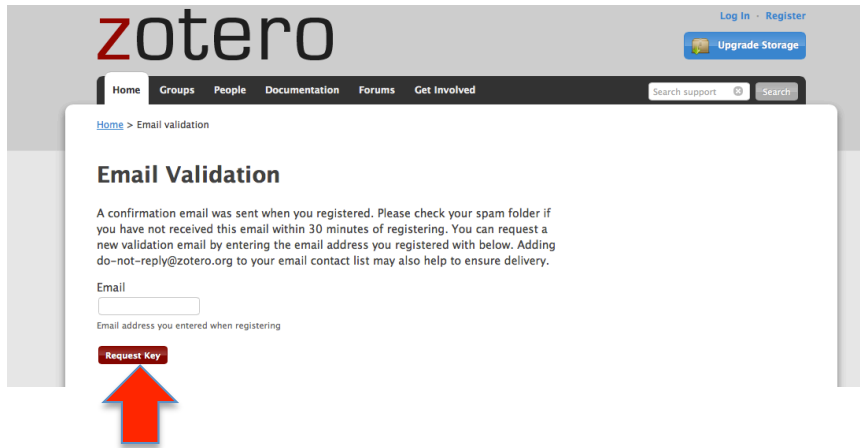 zotero
Log In · Register
Upgrade Storage
Home Groups People Documentation Forums Get Involved
Search support
Search
Home > Email validation
Email Validation
A confirmation email was sent when you registered. Please check your spam folder if
you have not received this email within 30 minutes of registering. You can request a
new validation email by entering the email address you registered with below. Adding
do-not-reply@zotero.org to your email contact list may also help to ensure delivery.
Email
Email address you entered when registering
Request Key